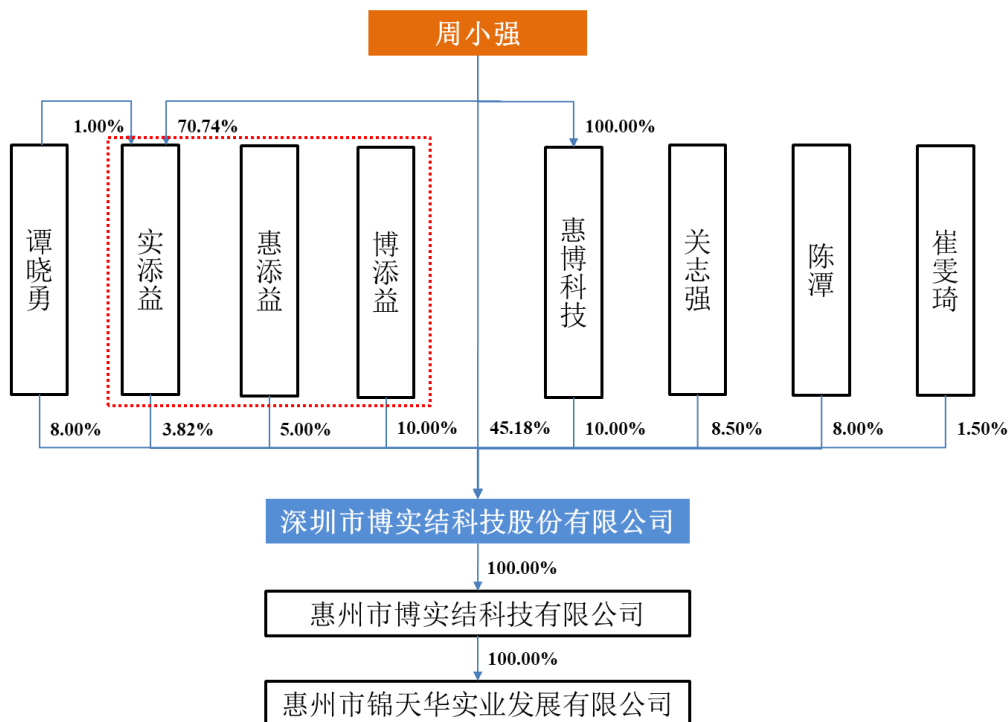 周小强
1.00%
70.74%
100.00%
谭晓勇
实添益
惠添益
博添益
惠博科技
关志强
陈潭
崔雯琦
8.00%
3.82%
5.00%
10.00%
45.18%
10.00%
8.50%
8.00%
1.50%
深圳市博实结科技股份有限公司
100.00%
惠州市博实结科技有限公司
100.00%
惠州市锦天华实业发展有限公司